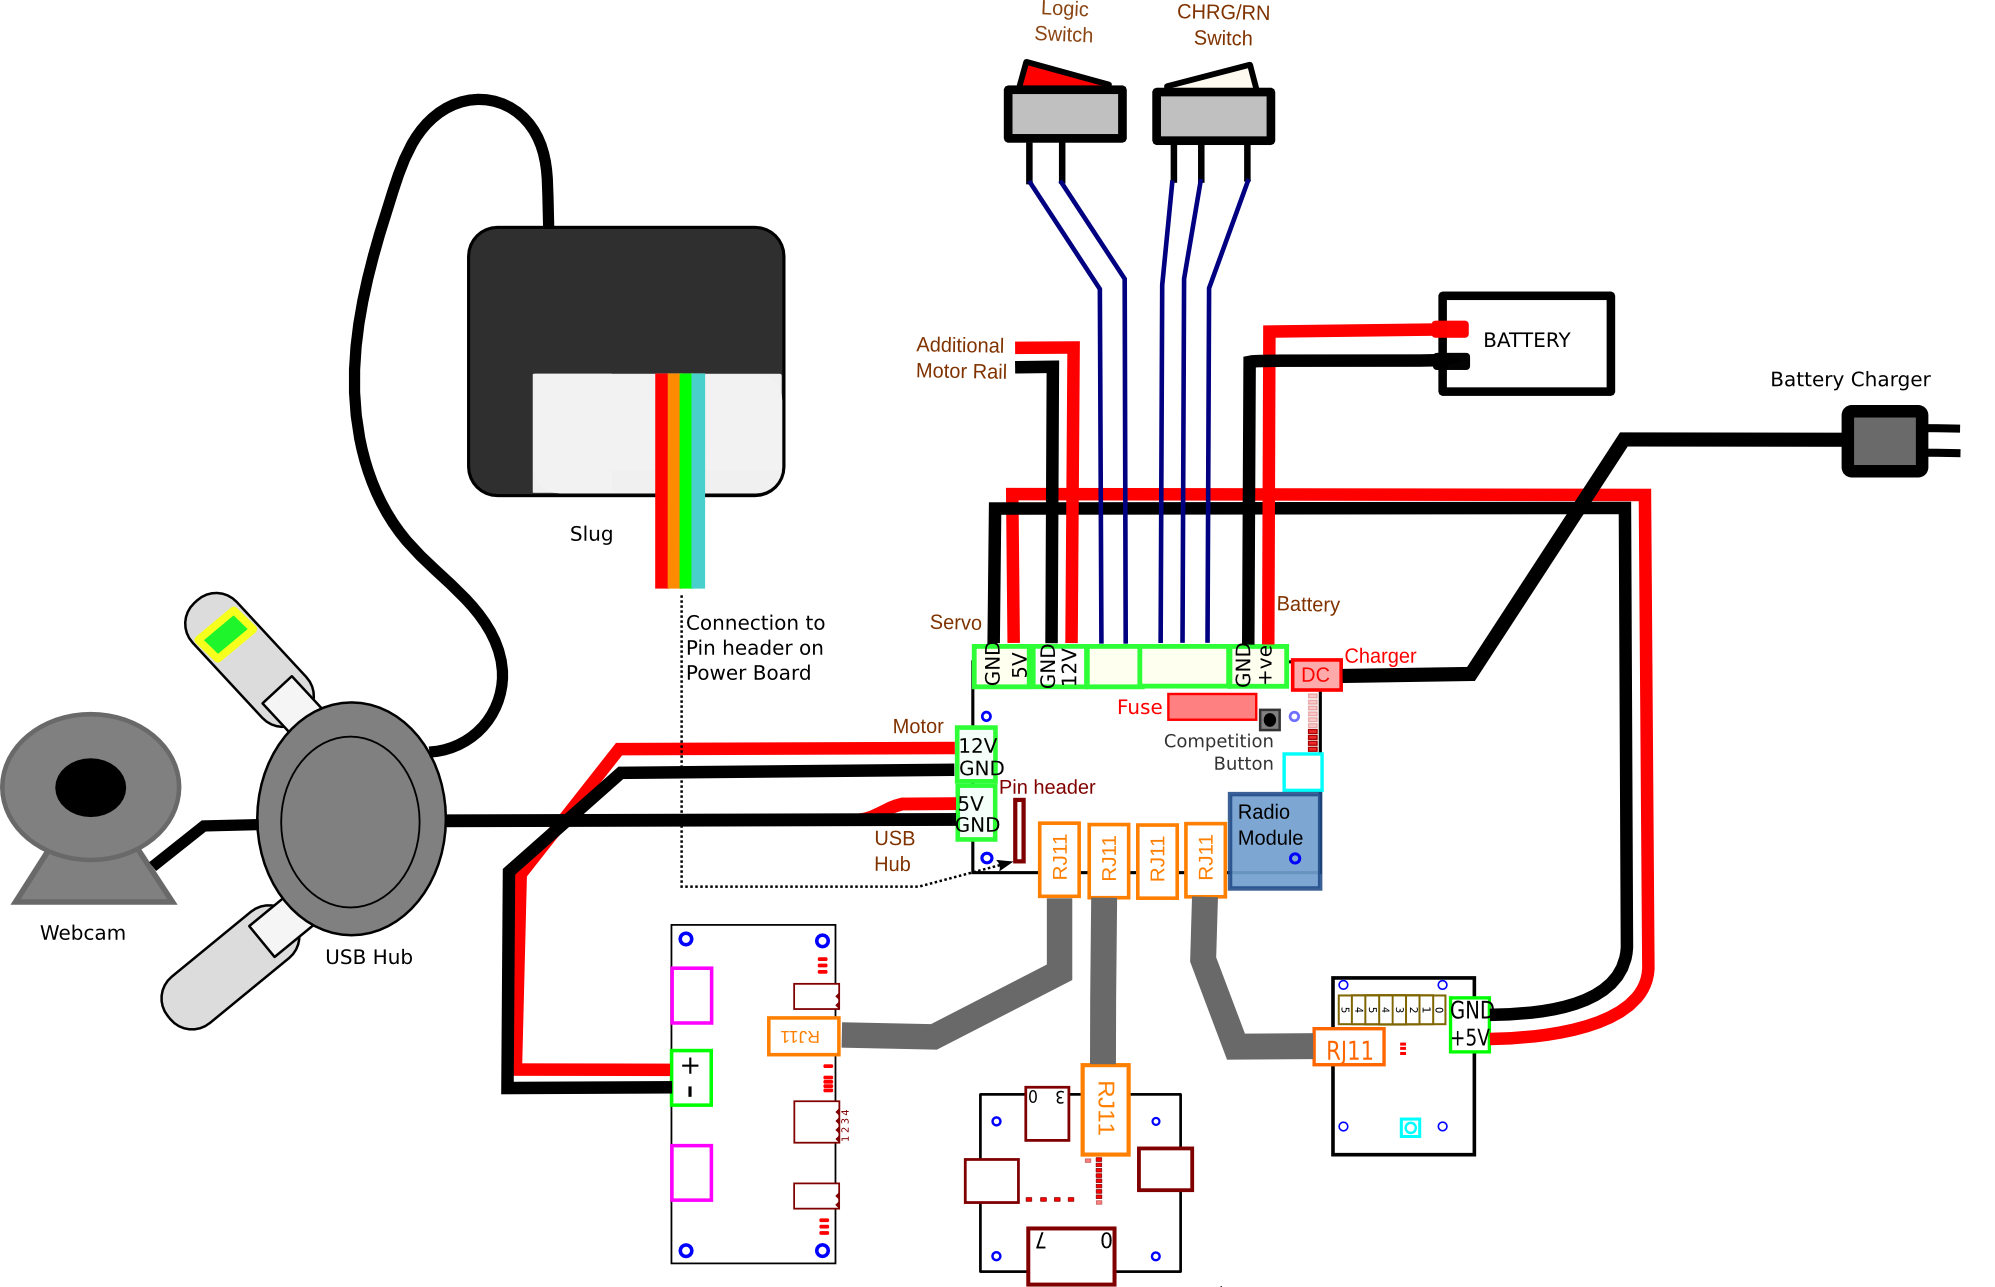 Logic
Switch
CHRG/RN
Switch
Additional
Motor Rail
BATTERY
Battery Charger
Slug
Connection to
Pin header on
Power Board
Servo
Battery
GND
5V
GND
12V
GND
+ve
DC
Charger
Fuse
Competition
Button
Motor
12V
GND
Pin header
5V
GND
USB
Hub
RJ11
RJ11
RJ11
RJ11
Radio
Module
Webcam
USB Hub
RJ11
+
-
1 2 3 4
RJ11
0 3
7 0
5 4 5 4 3 2 1 0
GND
+5V
RJ11